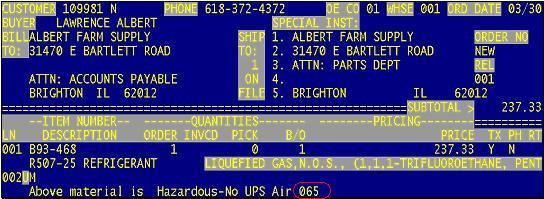 CUSTOMER 109981 N PHONE 618-372-4372 OE CO 01 WHSE 001 ORD DATE 03/30
BUYER LAWRENCE ALBERT SPECIAL INST:
BILL ALBERT FARM SUPPLY SHIP 1. ALBERT FARM SUPPLY ORDER NO
TO: 31470 E BARTLETT ROAD TO: 2. 31470 E BARTLETT ROAD NEW
1 3. ATTN: PARTS DEPT REL
ATTN: ACCOUNTS PAYABLE ON 4. 001
BRIGHTON IL 62012 FILE 5. BRIGHTON IL 62012
SUBTOTAL > 237.33
--ITEM NUMBER-- -------QUANTITIES------- --------PRICING--------
LN DESCRIPTION ORDER INVCD PICK B/O PRICE TX PH RT
001 B93-468 1 0 1 237.33 Y N
R507-25 REFRIGERANT LIQUEFIED GAS,N.O.S., (1,1,1-TRIFLUOROETHANE, PENT
002UM
Above material is Hazardous-No UPS Air 065